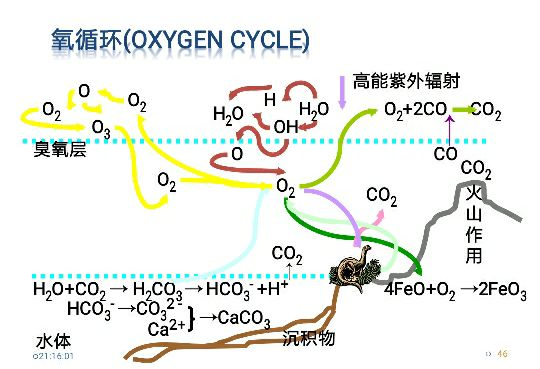 氧循环(OXYGEN CYCLE)
高能紫外辐射
O
O₂
O₂
O₃
臭氧层
H
H₂O
H₂O
OH
O
O₂+2CO
CO₂
CO
CO₂
O₂
O₂
CO₂
火山作用
CO₂
H₂O+CO₂→H₂CO₃→HCO₃⁻+H⁺
HCO₃⁻→CO₃²⁻
Ca²⁺}→CaCO₃
4FeO+O₂→2FeO₃
水体
沉积物
o21:16:01
46